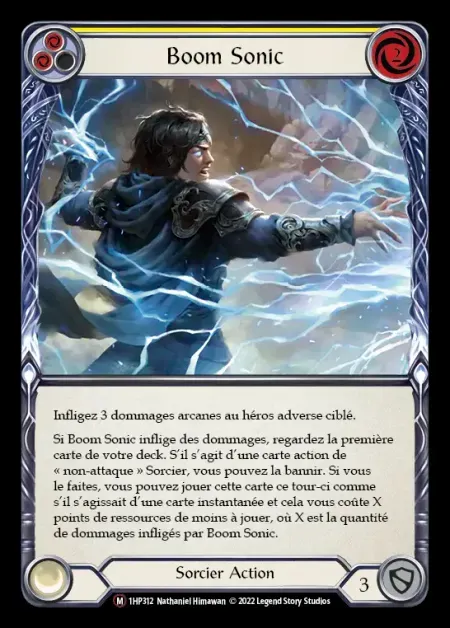 Boom Sonic
2
Infligez 3 dommages arcanes au héros adverse ciblé.
Si Boom Sonic inflige des dommages, regardez la première
carte de votre deck. S'il s'agit d'une carte action de
« non-attaque » Sorcier, vous pouvez la bannir. Si vous
le faites, vous pouvez jouer cette carte ce tour-ci comme
s'il s'agissait d'une carte instantanée et cela vous coûte X
points de ressources de moins à jouer, où X est la quantité
de dommages infligés par Boom Sonic.
Sorcier Action
3
M 1HP312 Nathaniel Himawan © 2022 Legend Story Studios